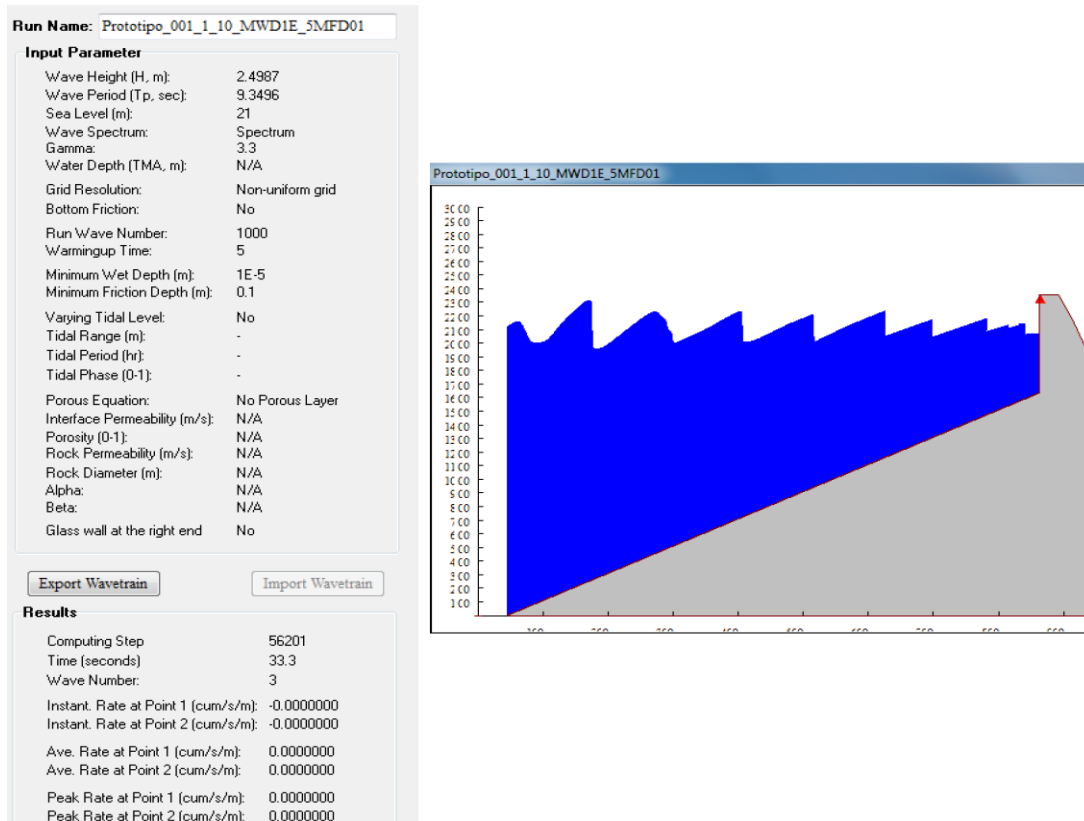 Run Name: Prototipo_001_1_10_MWD1E_5MFD01
Input Parameter
Wave Height (H, m): 2.4987
Wave Period (Tp, sec): 9.3496
Sea Level (m): 21
Wave Spectrum: Spectrum
Gamma: 3.3
Water Depth (TMA, m): N/A
Grid Resolution: Non-uniform grid
Bottom Friction: No
Run Wave Number: 1000
Warmingup Time: 5
Minimum Wet Depth (m): 1E-5
Minimum Friction Depth (m): 0.1
Varying Tidal Level: No
Tidal Range (m): -
Tidal Period (hr): -
Tidal Phase (0-1): -
Porous Equation: No Porous Layer
Interface Permeability (m/s): N/A
Porosity (0-1): N/A
Rock Permeability (m/s): N/A
Rock Diameter (m): N/A
Alpha: N/A
Beta: N/A
Glass wall at the right end No
Export Wavetrain Import Wavetrain
Results
Computing Step 56201
Time (seconds) 33.3
Wave Number: 3
Instant. Rate at Point 1 (cum/s/m): -0.0000000
Instant. Rate at Point 2 (cum/s/m): -0.0000000
Ave. Rate at Point 1 (cum/s/m): 0.0000000
Ave. Rate at Point 2 (cum/s/m): 0.0000000
Peak Rate at Point 1 (cum/s/m): 0.0000000
Peak Rate at Point 2 (cum/s/m): 0.0000000
Prototipo_001_1_10_MWD1E_5MFD01